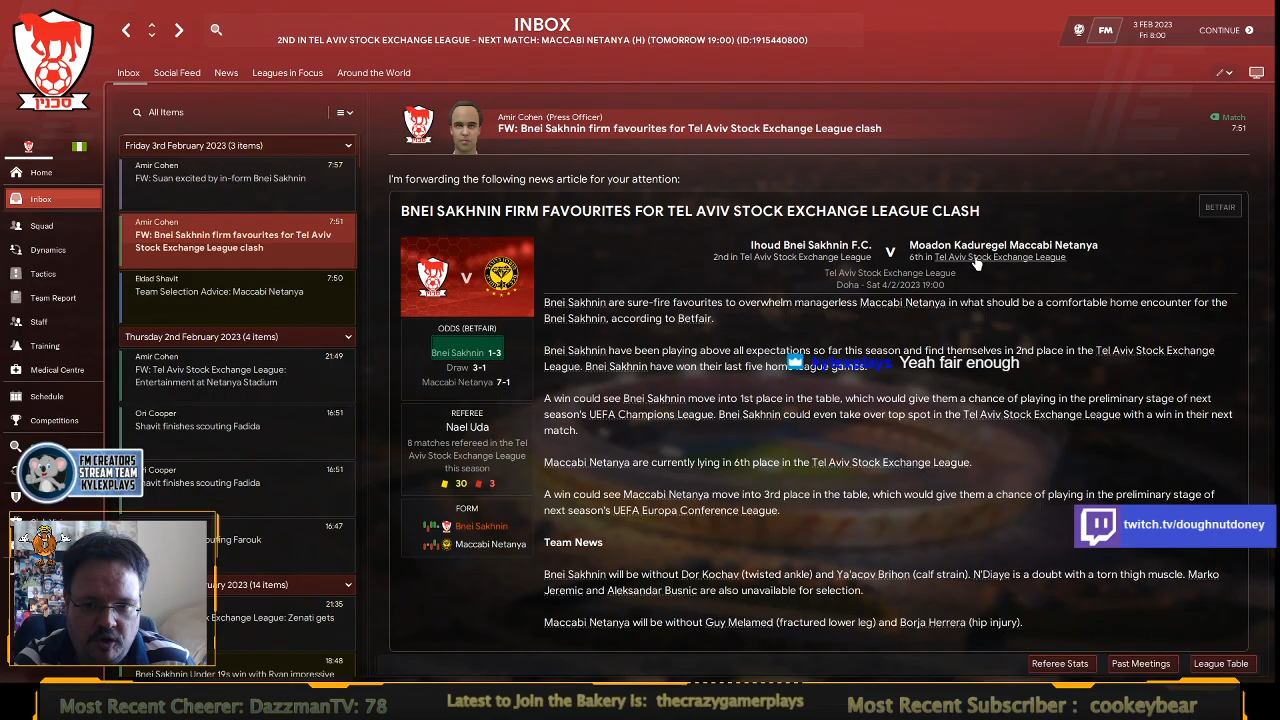 סכנין
INBOX
2ND IN TEL AVIV STOCK EXCHANGE LEAGUE - NEXT MATCH: MACCABI NETANYA (H) (TOMORROW 19:00) (ID:1915440800)
FM
3 FEB 2023
Fri 8:00
CONTINUE
Inbox
Social Feed
News
Leagues in Focus
Around the World
Home
Inbox
Squad
Dynamics
Tactics
Team Report
Staff
Training
Medical Centre
Schedule
Competitions
All Items
Friday 3rd February 2023 (3 items)
Amir Cohen 7:57
FW: Suan excited by in-form Bnei Sakhnin
Amir Cohen 7:51
FW: Bnei Sakhnin firm favourites for Tel Aviv
Stock Exchange League clash
Eldad Shavit 7:50
Team Selection Advice: Maccabi Netanya
Thursday 2nd February 2023 (4 items)
Amir Cohen 21:49
FW: Tel Aviv Stock Exchange League:
Entertainment at Netanya Stadium
Ori Cooper 16:51
Shavit finishes scouting Fadida
Ori Cooper 16:51
Shavit finishes scouting Fadida
16:47
Farouk
2023 (14 items)
21:35
Exchange League: Zenati gets
18:48
Bnei Sakhnin Under 19s win with Ryan impressive
Amir Cohen (Press Officer)
FW: Bnei Sakhnin firm favourites for Tel Aviv Stock Exchange League clash
Match
7:51
I'm forwarding the following news article for your attention:
BNEI SAKHNIN FIRM FAVOURITES FOR TEL AVIV STOCK EXCHANGE LEAGUE CLASH
BETFAIR
V
ODDS (BETFAIR)
Bnei Sakhnin 1-3
Draw 3-1
Maccabi Netanya 7-1
REFEREE
Nael Uda
8 matches refereed in the Tel
Aviv Stock Exchange League
this season
30 3
FORM
Bnei Sakhnin
Maccabi Netanya
Ihoud Bnei Sakhnin F.C. V Moadon Kaduregel Maccabi Netanya
2nd in Tel Aviv Stock Exchange League 6th in Tel Aviv Stock Exchange League
Tel Aviv Stock Exchange League
Doha - Sat 4/2/2023 19:00
Bnei Sakhnin are sure-fire favourites to overwhelm managerless Maccabi Netanya in what should be a comfortable home encounter for the
Bnei Sakhnin, according to Betfair.
Bnei Sakhnin have been playing above all expectations so far this season and find themselves in 2nd place in the Tel Aviv Stock Exchange
League. Bnei Sakhnin have won their last five home league games.
kylexplays Yeah fair enough
A win could see Bnei Sakhnin move into 1st place in the table, which would give them a chance of playing in the preliminary stage of next
season's UEFA Champions League. Bnei Sakhnin could even take over top spot in the Tel Aviv Stock Exchange League with a win in their next
match.
Maccabi Netanya are currently lying in 6th place in the Tel Aviv Stock Exchange League.
A win could see Maccabi Netanya move into 3rd place in the table, which would give them a chance of playing in the preliminary stage of
next season's UEFA Europa Conference League.
Team News
Bnei Sakhnin will be without Dor Kochav (twisted ankle) and Ya'acov Brihon (calf strain). N'Diaye is a doubt with a torn thigh muscle. Marko
Jeremic and Aleksandar Busnic are also unavailable for selection.
Maccabi Netanya will be without Guy Melamed (fractured lower leg) and Borja Herrera (hip injury).
Referee Stats
Past Meetings
League Table
FM CREATORS
STREAM TEAM
KYLEXPLAYS
twitch.tv/doughnutdoney
Most Recent Cheerer: DazzmanTV: 78
Latest to Join the Bakery is: thecrazygamerplays
Most Recent Subscriber : cookeybear